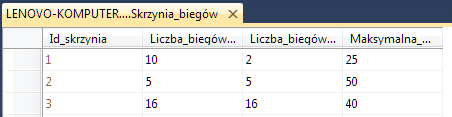 LENOVO-KOMPUTER....Skrzynia_biegów
Id_skrzynia Liczba_biegów... Liczba_biegów... Maksymalna_...
1 10 2 25
2 5 5 50
3 16 16 40